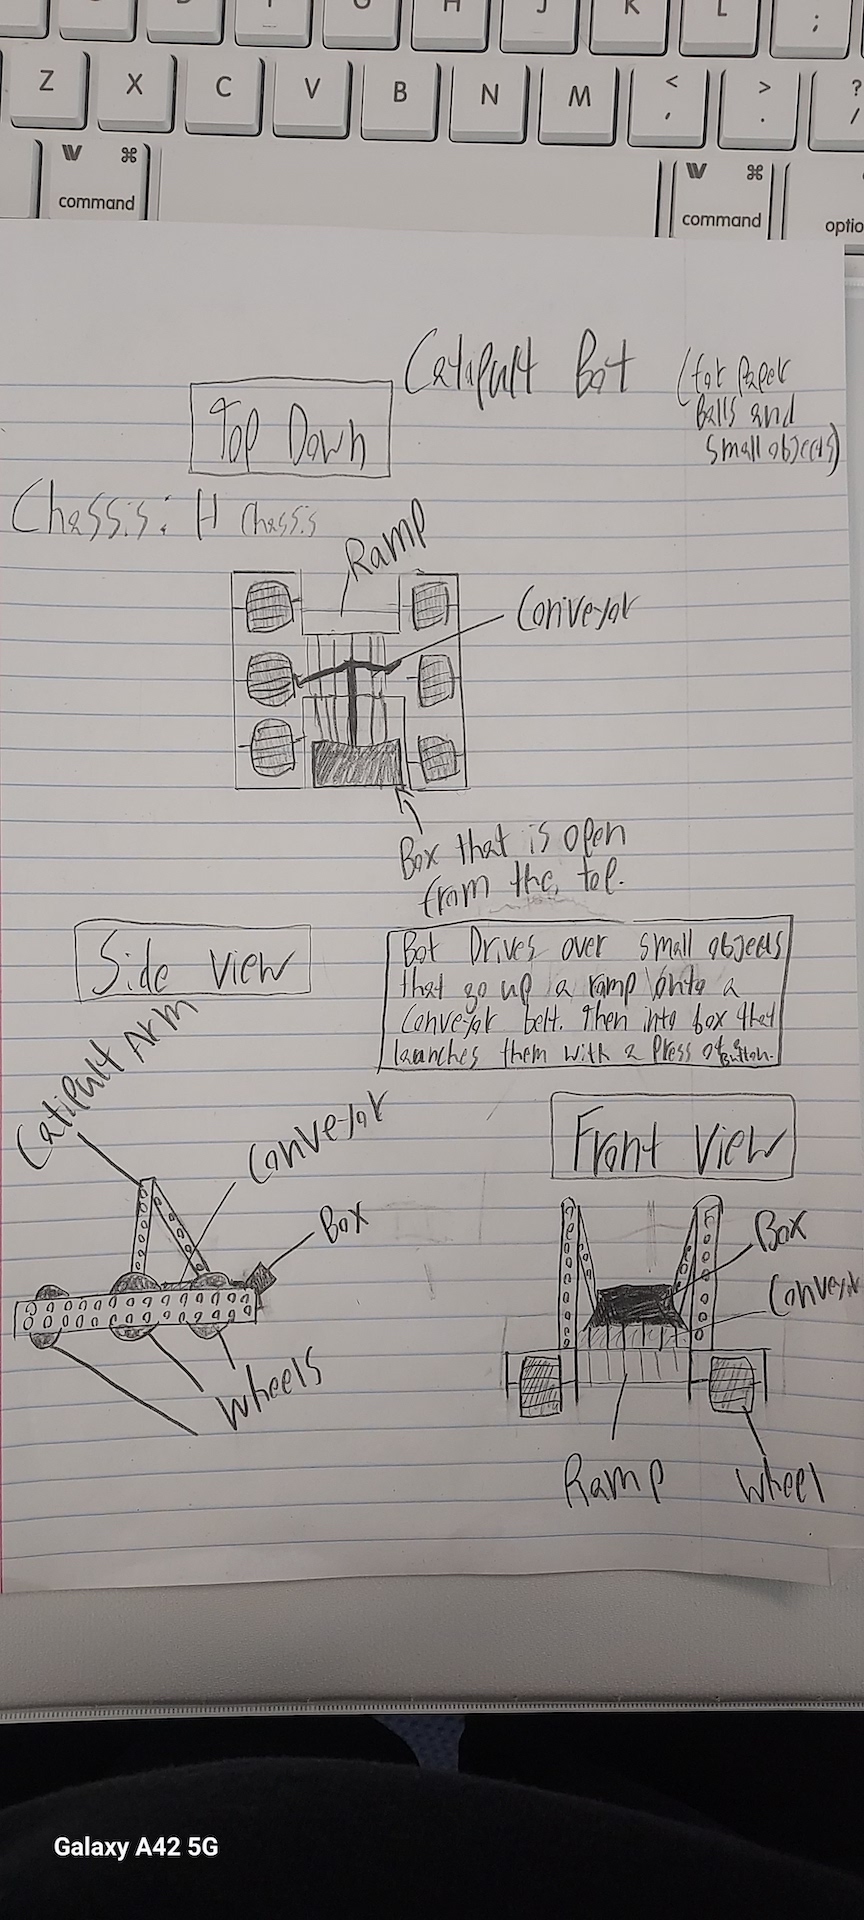 Z X C V B N M < , > . ? /
H J K L ;
W ⌘ command
W ⌘ command
optio
Catipult Bot (for Paper
Balls and
small objects)
Top Down
Chassis: H Chassis
Ramp
Conveyor
Box that is open
from the top.
Side View
Bot Drives over small objects
that go up a ramp onto a
Conveyor belt. Then into box that
launches them with a Press of a Button.
Catipult Arm
Conveyor
Box
Wheels
Front View
Box
Conveyor
Ramp
Wheel
Galaxy A42 5G